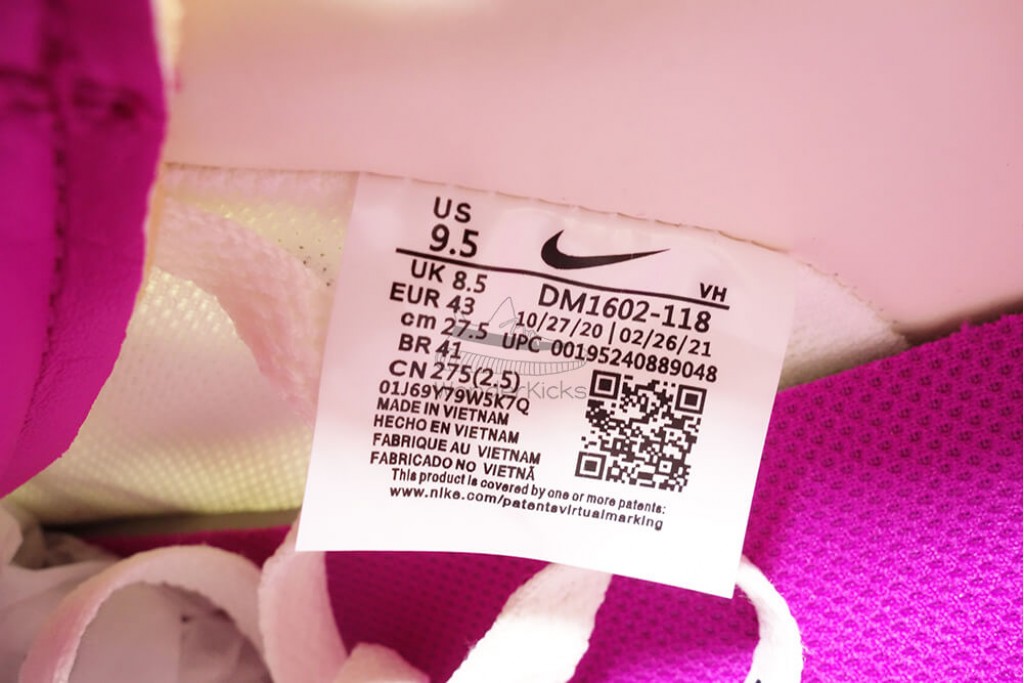 US
9.5
VH
UK 8.5
DM1602-118
EUR 43
10/27/20 | 02/26/21
cm 27.5
UPC 00195240889048
BR 41
CN 275(2.5)
WonderKicks
01J69Y79W5K7Q
MADE IN VIETNAM
HECHO EN VIETNAM
FABRIQUE AU VIETNAM
FABRICADO NO VIETNÃ
This product is covered by one or more patents:
www.nike.com/patentsvirtualmarking